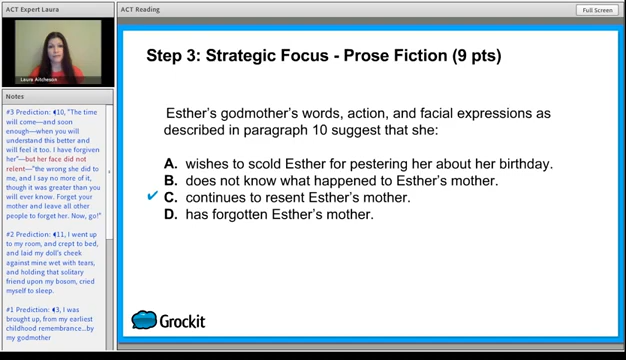 ACT Expert Laura
ACT Reading
Full Screen
Laura Aitcheson
Notes
#3 Prediction: ¶10, "The time
will come—and soon
enough—when you will
understand this better and
will feel it too. I have forgiven
her"—but her face did not
relent—"the wrong she did to
me, and I say no more of it,
though it was greater than you
will ever know. Forget your
mother and leave all other
people to forget her. Now, go!"
#2 Prediction: ¶11, I went up
to my room, and crept to bed,
and laid my doll's cheek
against mine wet with tears,
and holding that solitary
friend upon my bosom, cried
myself to sleep.
#1 Prediction: ¶3, I was
brought up, from my earliest
childhood remembrance...by
my godmother
Step 3: Strategic Focus - Prose Fiction (9 pts)
Esther's godmother's words, action, and facial expressions as
described in paragraph 10 suggest that she:
A. wishes to scold Esther for pestering her about her birthday.
B. does not know what happened to Esther's mother.
✔ C. continues to resent Esther's mother.
D. has forgotten Esther's mother.
Grockit